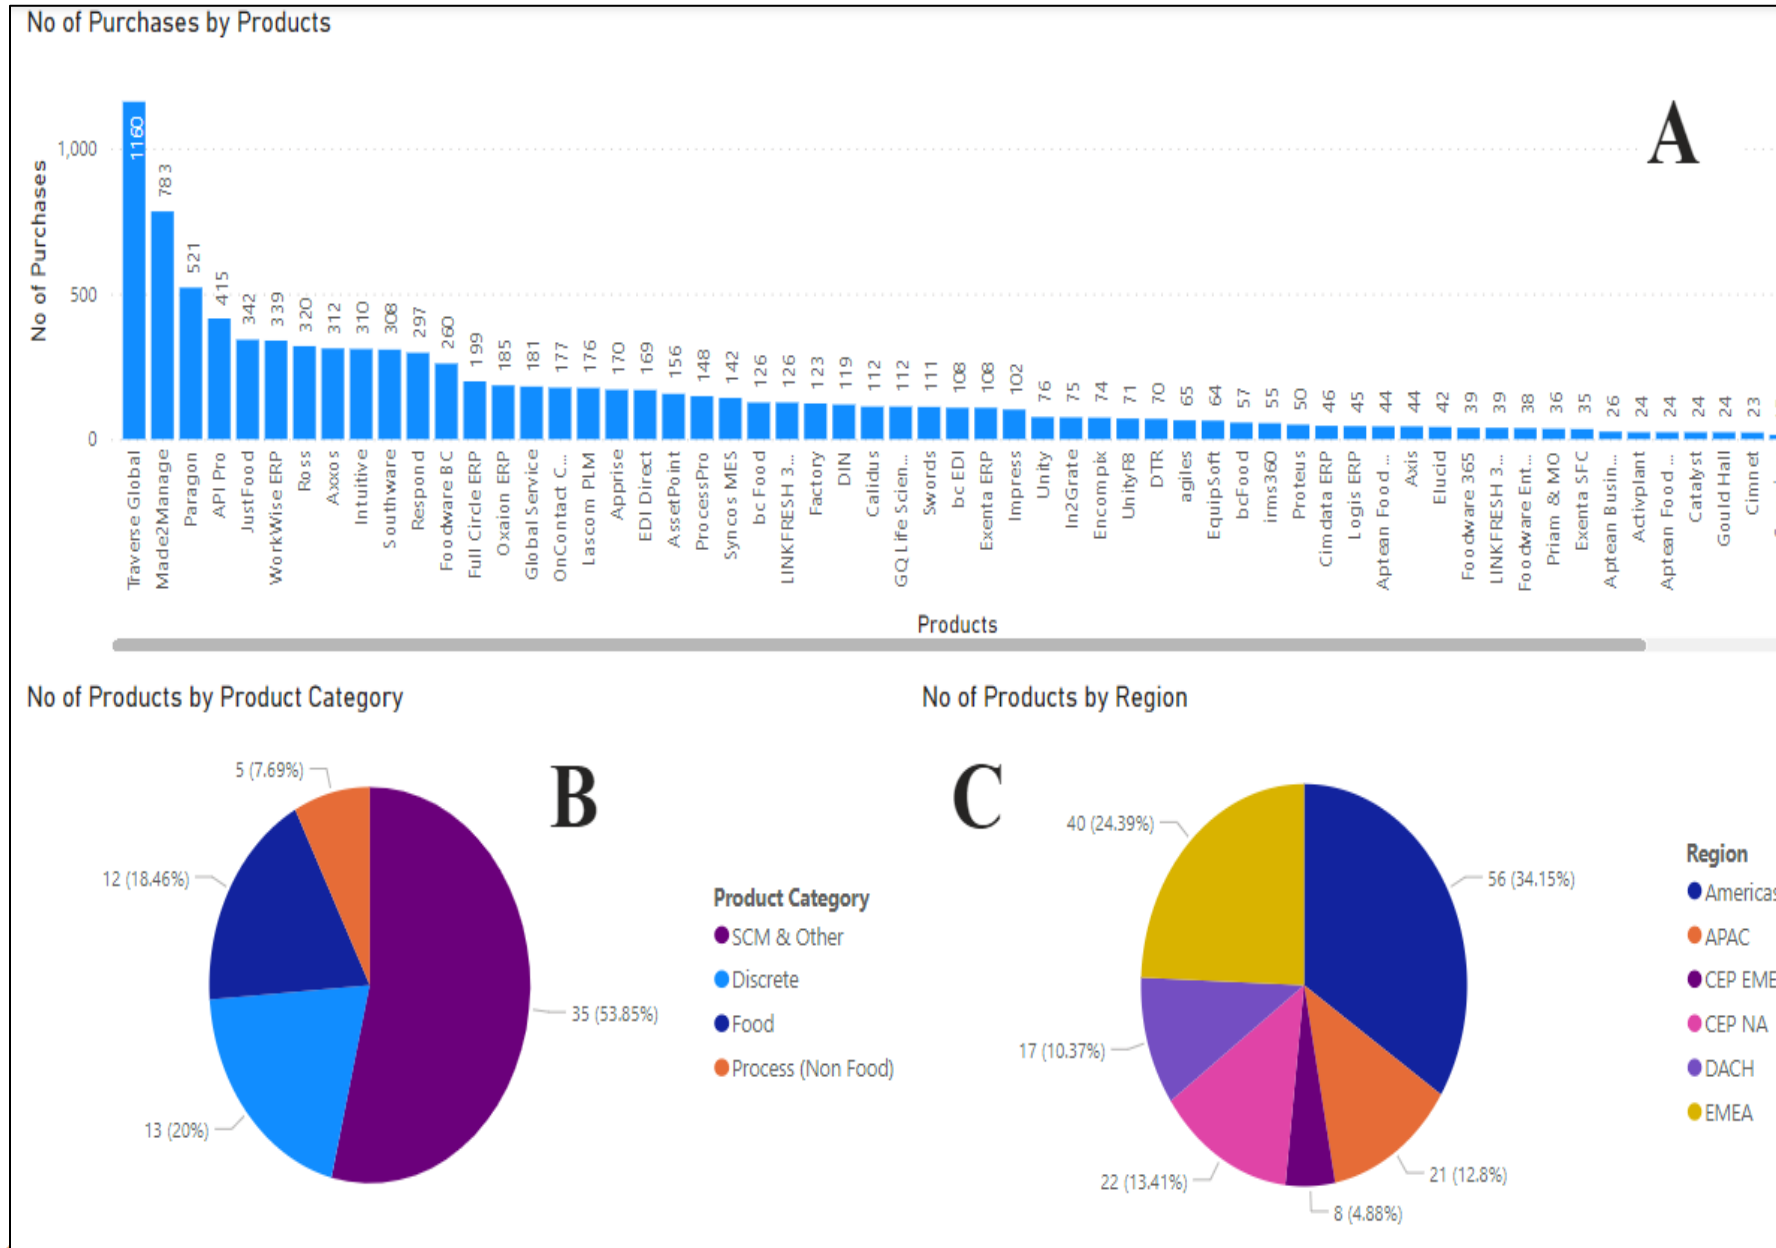 No of Purchases by Products
A
No of Purchases
1,000
500
0
1160
783
521
415
342
339
320
312
310
308
297
260
199
185
181
177
176
170
169
156
148
142
126
126
123
119
112
112
111
108
108
102
76
75
74
71
70
65
64
57
55
50
46
45
44
44
42
39
39
38
36
35
26
24
24
24
24
23
Traverse Global
Made2Manage
Paragon
API Pro
JustFood
WorkWise ERP
Ross
Axxos
Intuitive
Southware
Respond
Foodware BC
Full Circle ERP
Oxaion ERP
Global Service
OnContact C...
Lascom PLM
Apprise
EDI Direct
AssetPoint
ProcessPro
Syncos MES
bc Food
LINKFRESH 3...
Factory
DIN
Calidus
GQ Life Scien...
Swords
bc EDI
Exenta ERP
Impress
Unity
In2Grate
Encompix
UnityF8
DTR
agiles
EquipSoft
bcFood
irms360
Proteus
Cimdata ERP
Logis ERP
Aptean Food ...
Axis
Elucid
Foodware 365
LINKFRESH 3...
Foodware Ent...
Priam & MO
Exenta SFC
Aptean Busin...
Activplant
Aptean Food ...
Catalyst
Gould Hall
Cimnet
Products
No of Products by Product Category
B
5 (7.69%)
12 (18.46%)
35 (53.85%)
13 (20%)
Product Category
SCM & Other
Discrete
Food
Process (Non Food)
No of Products by Region
C
40 (24.39%)
56 (34.15%)
17 (10.37%)
22 (13.41%)
21 (12.8%)
8 (4.88%)
Region
Americas
APAC
CEP EME
CEP NA
DACH
EMEA